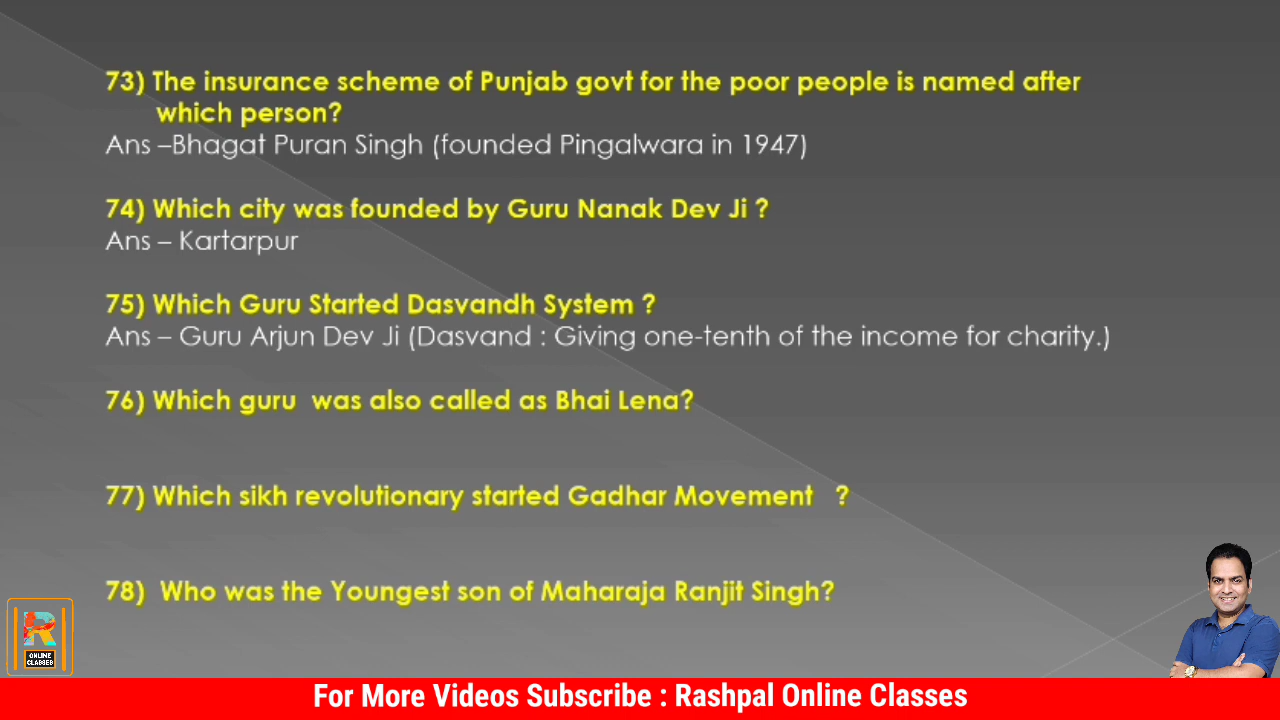 73) The insurance scheme of Punjab govt for the poor people is named after
which person?
Ans –Bhagat Puran Singh (founded Pingalwara in 1947)
74) Which city was founded by Guru Nanak Dev Ji ?
Ans – Kartarpur
75) Which Guru Started Dasvandh System ?
Ans – Guru Arjun Dev Ji (Dasvand : Giving one-tenth of the income for charity.)
76) Which guru  was also called as Bhai Lena?
77) Which sikh revolutionary started Gadhar Movement   ?
78)  Who was the Youngest son of Maharaja Ranjit Singh?
R
ONLINE
CLASSES
For More Videos Subscribe : Rashpal Online Classes